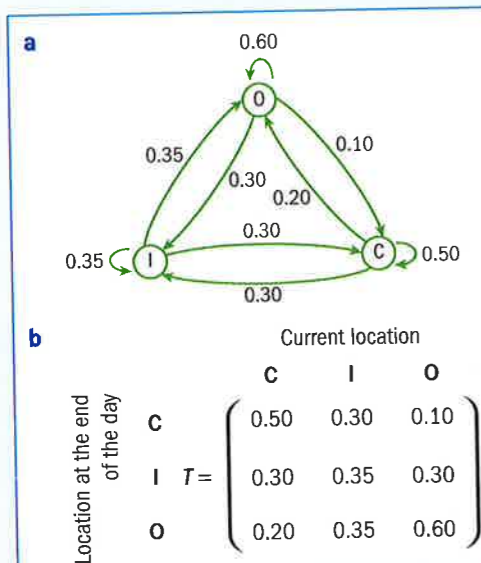 a
0.60
O
0.35
0.10
0.30
0.20
0.30
0.35
I
C
0.50
0.30
b
Current location
C I O
Location at the end
of the day
C 0.50 0.30 0.10
I T = 0.30 0.35 0.30
O 0.20 0.35 0.60